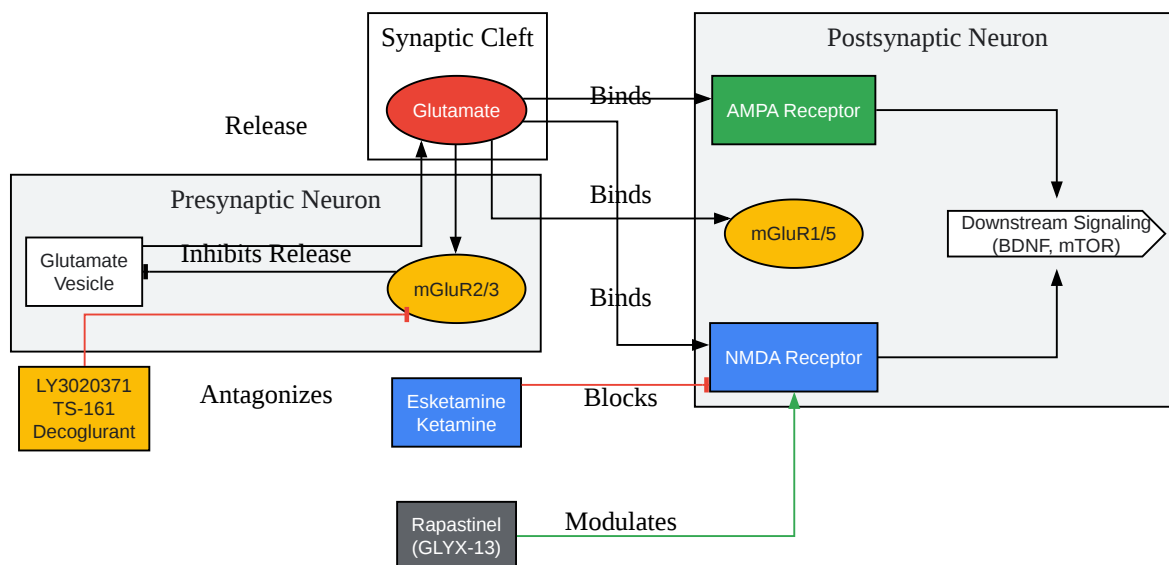 Synaptic Cleft
Postsynaptic Neuron
Glutamate
Binds
AMPA Receptor
Release
Presynaptic Neuron
Binds
mGluR1/5
Downstream Signaling
(BDNF, mTOR)
Glutamate
Vesicle
Inhibits Release
mGluR2/3
Binds
NMDA Receptor
LY3020371
TS-161
Decoglurant
Antagonizes
Esketamine
Ketamine
Blocks
Rapastinel
(GLYX-13)
Modulates